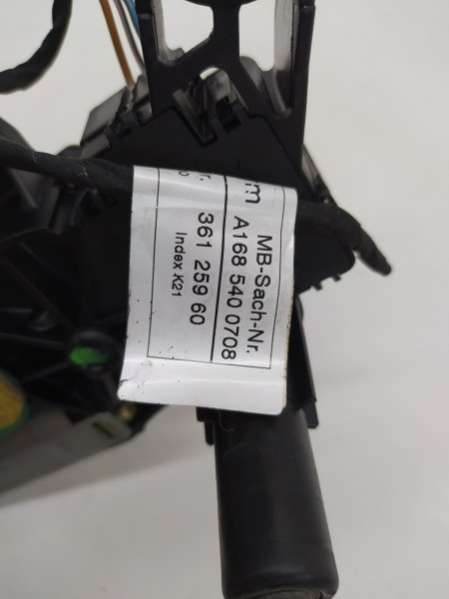 m
MB-Sach-Nr.
A168 540 0708
r.
361 259 60
Index K21